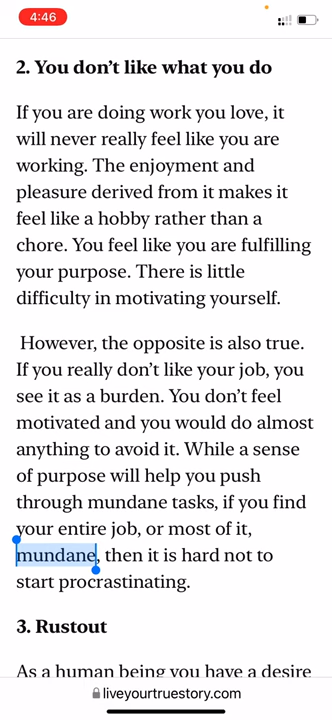 4:46
2. You don't like what you do
If you are doing work you love, it
will never really feel like you are
working. The enjoyment and
pleasure derived from it makes it
feel like a hobby rather than a
chore. You feel like you are fulfilling
your purpose. There is little
difficulty in motivating yourself.
However, the opposite is also true.
If you really don't like your job, you
see it as a burden. You don't feel
motivated and you would do almost
anything to avoid it. While a sense
of purpose will help you push
through mundane tasks, if you find
your entire job, or most of it,
mundane, then it is hard not to
start procrastinating.
3. Rustout
As a human being you have a desire
liveyourtruestory.com